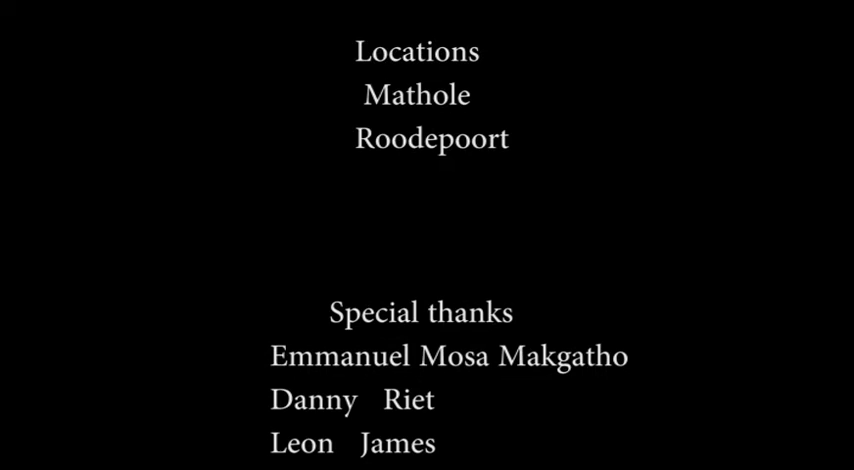 Locations
Mathole
Roodepoort
Special thanks
Emmanuel Mosa Makgatho
Danny Riet
Leon James